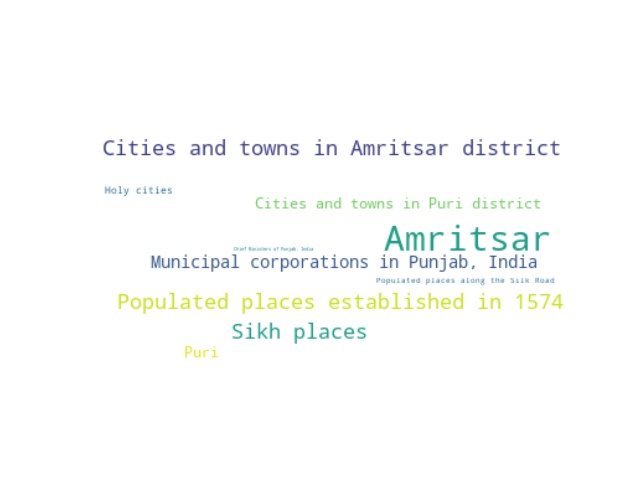 Cities and towns in Amritsar district
Holy cities
Cities and towns in Puri district
Amritsar
Chief Ministers of Punjab, India
Municipal corporations in Punjab, India
Populated places along the Silk Road
Populated places established in 1574
Sikh places
Puri